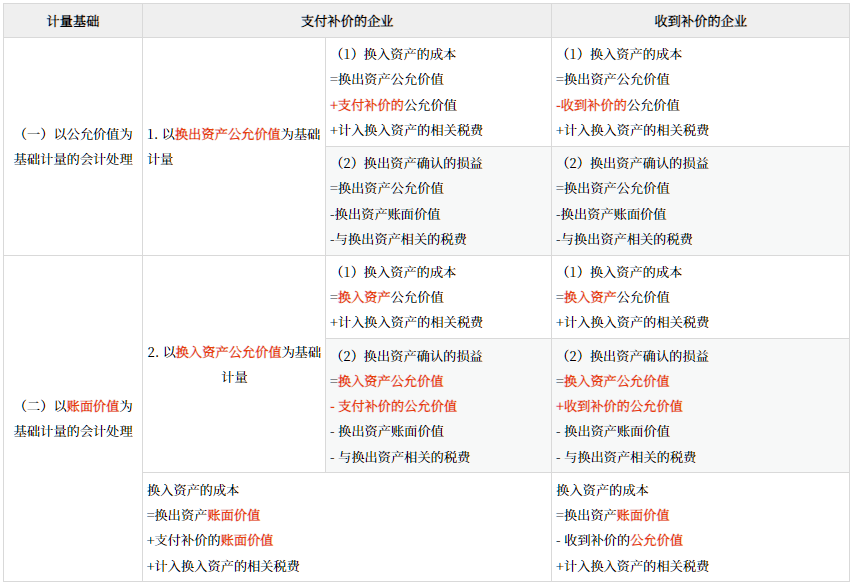 计量基础
支付补价的企业
收到补价的企业
（一）以公允价值为
基础计量的会计处理
1. 以换出资产公允价值为基础
计量
（1）换入资产的成本
=换出资产公允价值
+支付补价的公允价值
+计入换入资产的相关税费
（1）换入资产的成本
=换出资产公允价值
-收到补价的公允价值
+计入换入资产的相关税费
（2）换出资产确认的损益
=换出资产公允价值
-换出资产账面价值
-与换出资产相关的税费
（2）换出资产确认的损益
=换出资产公允价值
-换出资产账面价值
-与换出资产相关的税费
（二）以账面价值为
基础计量的会计处理
2. 以换入资产公允价值为基础
计量
（1）换入资产的成本
=换入资产公允价值
+计入换入资产的相关税费
（1）换入资产的成本
=换入资产公允价值
+计入换入资产的相关税费
（2）换出资产确认的损益
=换入资产公允价值
- 支付补价的公允价值
- 换出资产账面价值
- 与换出资产相关的税费
（2）换出资产确认的损益
=换入资产公允价值
+收到补价的公允价值
- 换出资产账面价值
- 与换出资产相关的税费
换入资产的成本
=换出资产账面价值
+支付补价的账面价值
+计入换入资产的相关税费
换入资产的成本
=换出资产账面价值
- 收到补价的公允价值
+计入换入资产的相关税费